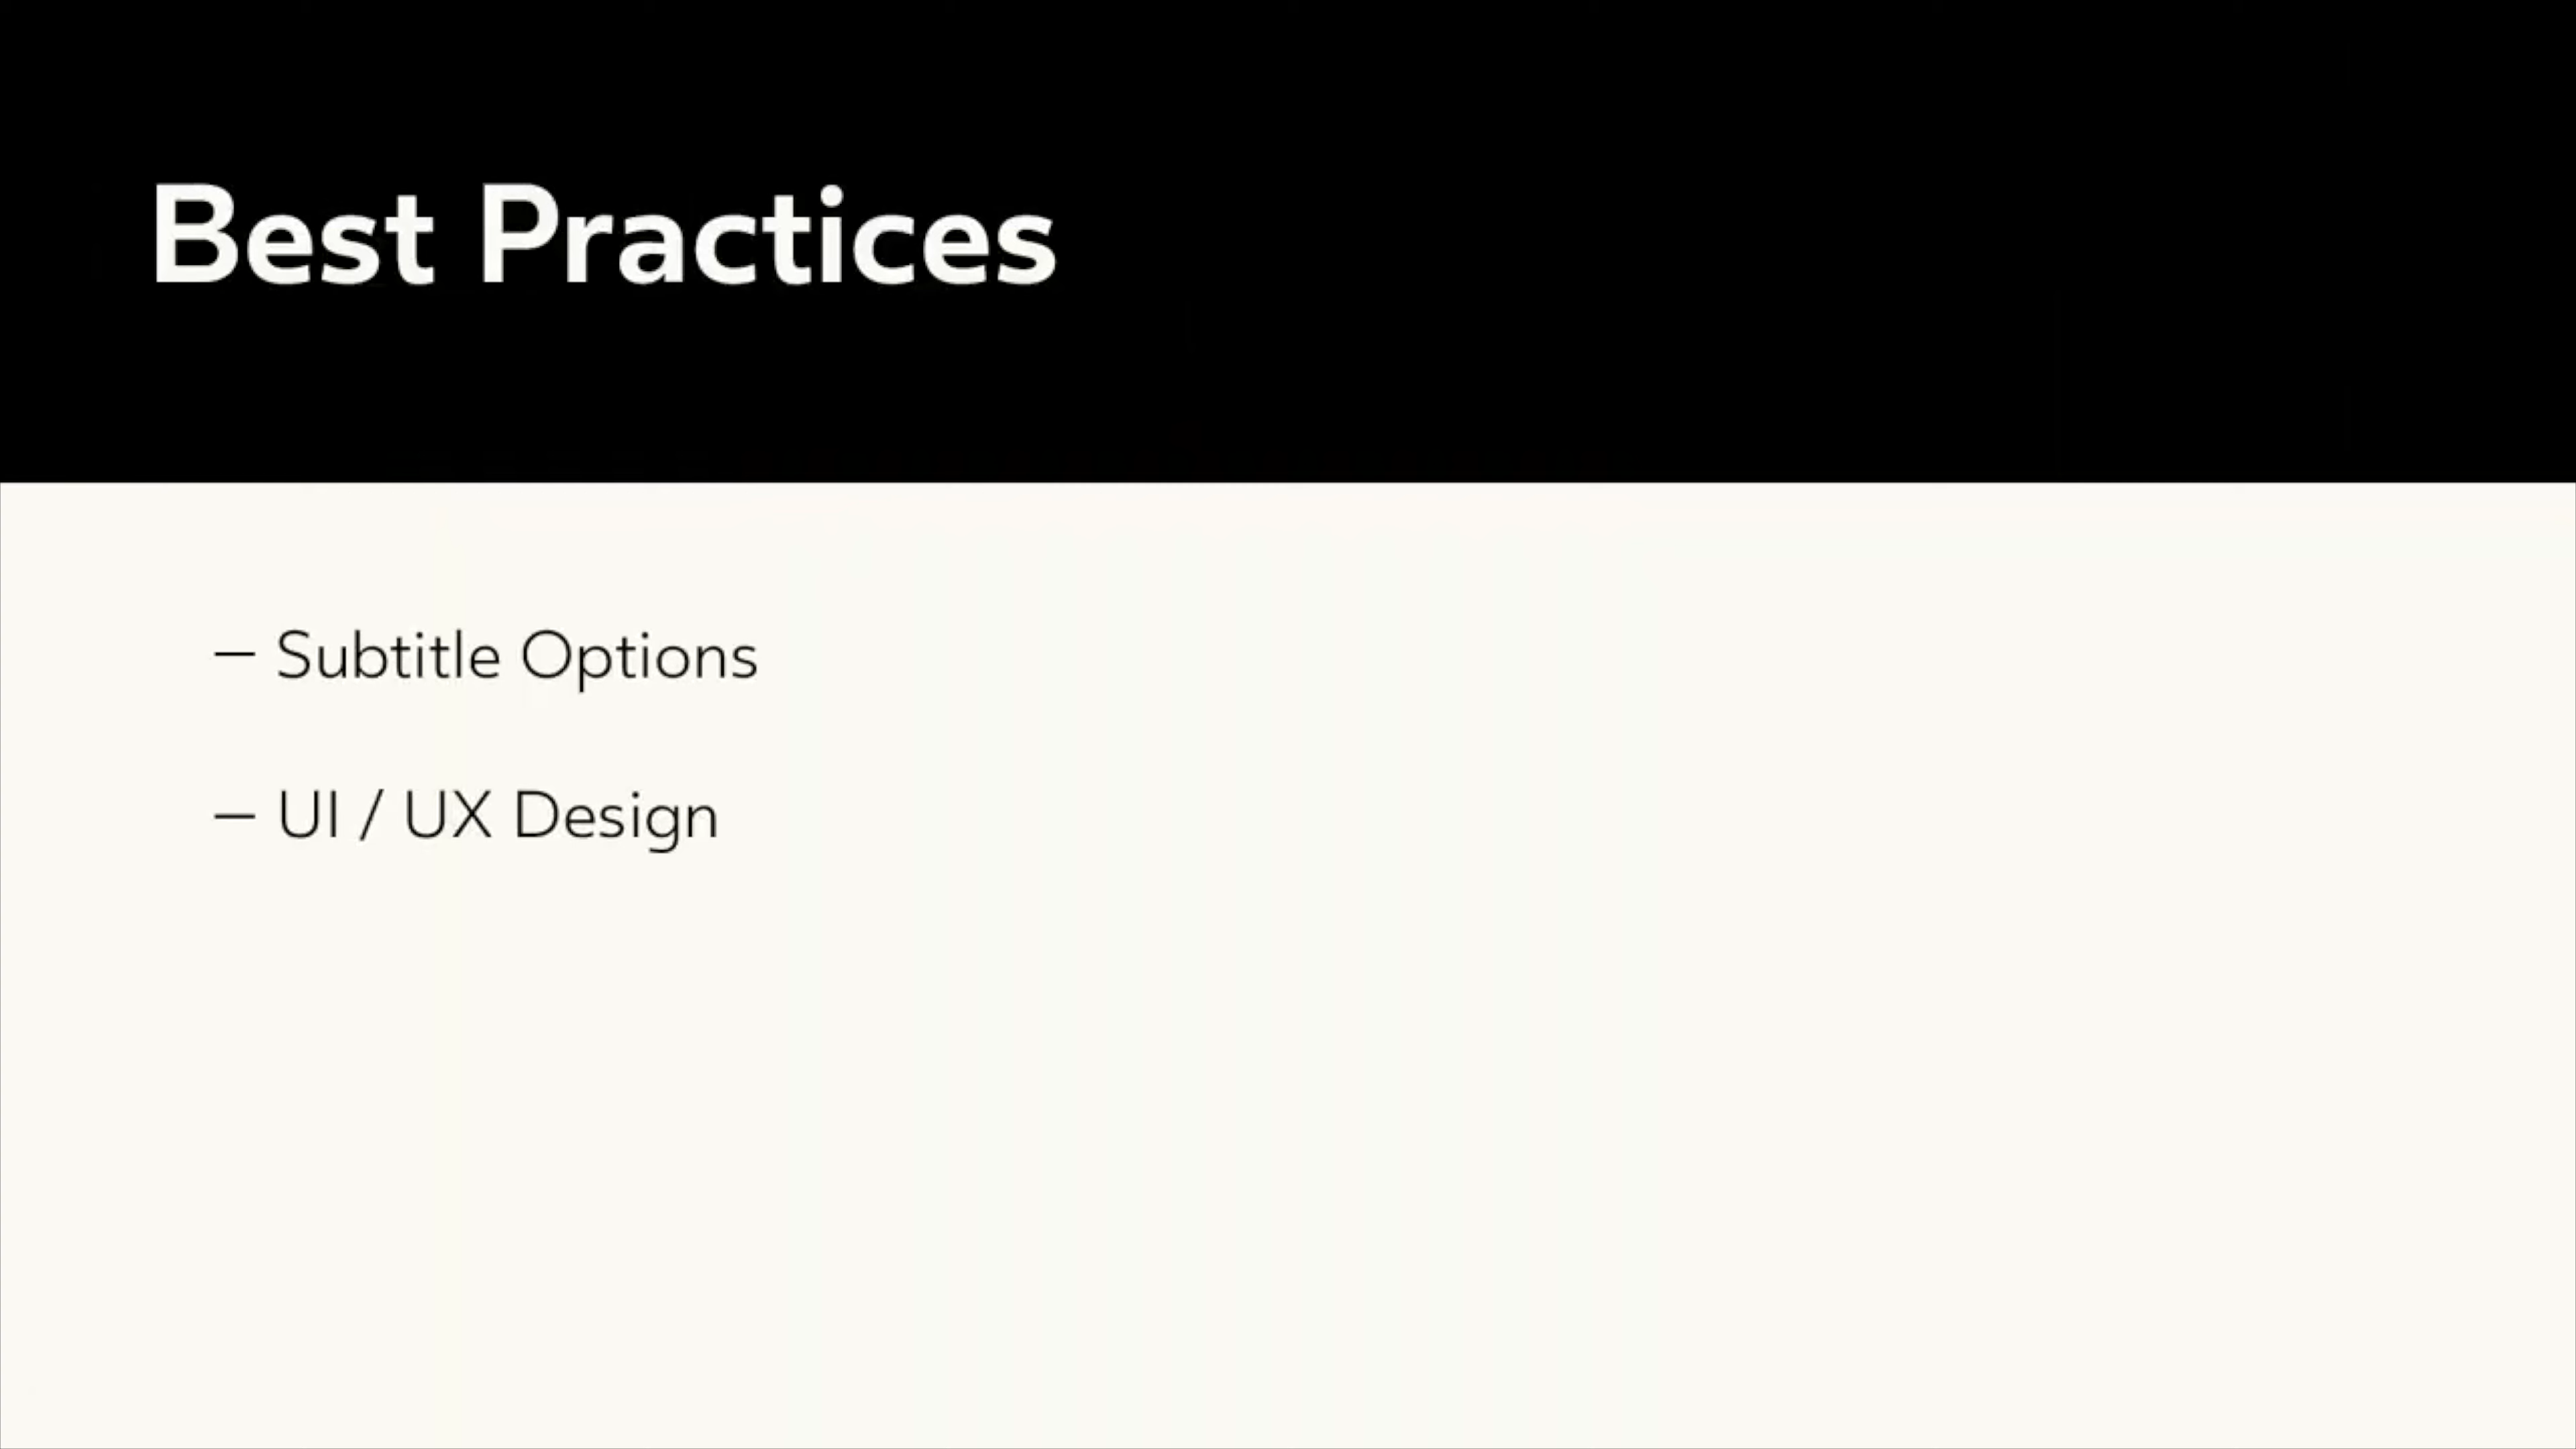 Best Practices
– Subtitle Options
– UI / UX Design